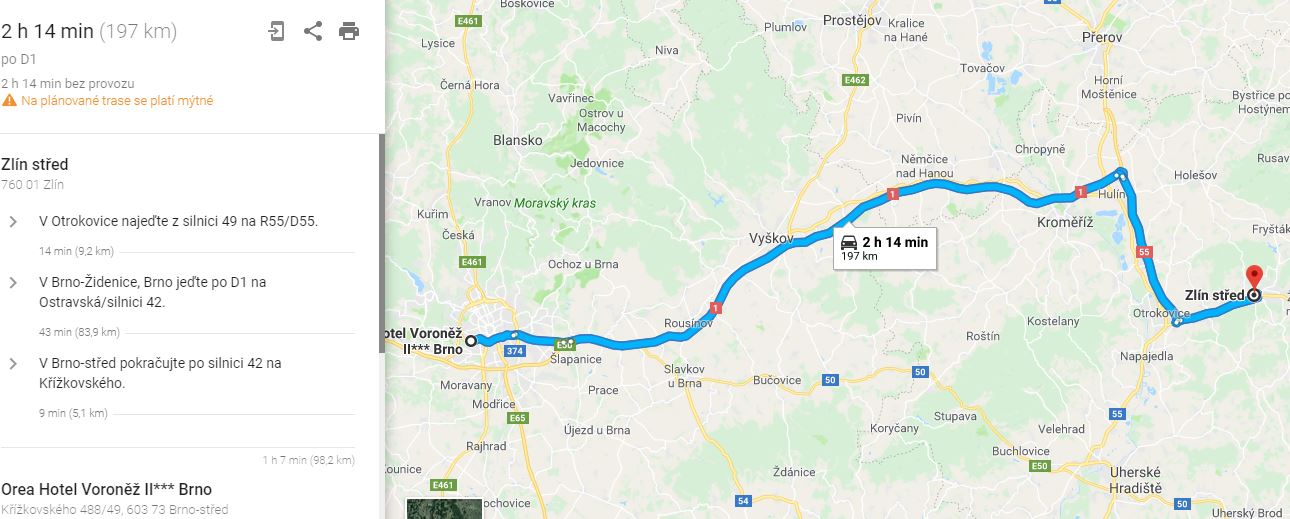 2 h 14 min (197 km)
po D1
2 h 14 min bez provozu
Na plánované trase se platí mýtné
Zlín střed
760 01 Zlín
V Otrokovice najeďte z silnici 49 na R55/D55.
14 min (9,2 km)
V Brno-Židenice, Brno jeďte po D1 na
Ostravská/silnici 42.
43 min (83,9 km)
V Brno-střed pokračujte po silnici 42 na
Křížkovského.
9 min (5,1 km)
1 h 7 min (98,2 km)
Orea Hotel Voroněž II*** Brno
Křížkovského 488/49, 603 73 Brno-střed
Boskovice
E461
Prostějov
Plumlov
Kralice
na Hané
Přerov
Lysice
Niva
Tovačov
E462
Horní
Moštěnice
Černá Hora
Vavřinec
Ostrov u
Macochy
Bystřice po
Hostýnem
Pivín
Blansko
Chropyně
Jedovnice
Němčice
nad Hanou
Rusav
Holešov
Vranov
Moravský kras
1
1
Hulín
Kuřim
Kroměříž
Česká
Vyškov
Fryšták
2 h 14 min
197 km
55
E461
Ochoz u Brna
Zlín střed
Z
1
Rousínov
Otrokovice
Kostelany
otel Voroněž
II*** Brno
Roštín
374
E50
Šlapanice
Napajedla
Slavkov
u Brna
Bučovice
50
50
Moravany
Prace
Modřice
E65
Stupava
55
Koryčany
Velehrad
Újezd u Brna
Rajhrad
Buchlovice
E50
Uherské
Hradiště
ounice
Ždánice
E461
ochovice
54
50
Uherský Brod